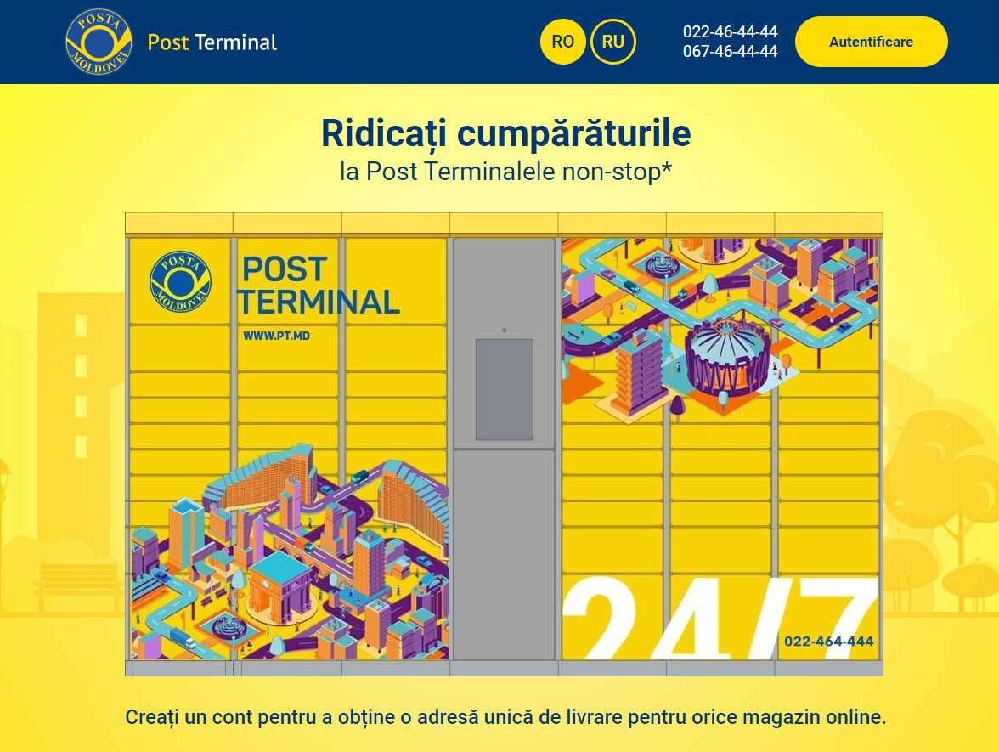 POȘTA
MOLDOVEI
Post Terminal
RO
RU
022-46-44-44
067-46-44-44
Autentificare
Ridicați cumpărăturile
la Post Terminalele non-stop*
POȘTA
MOLDOVEI
POST
TERMINAL
WWW.PT.MD
24/7
022-464-444
Creați un cont pentru a obține o adresă unică de livrare pentru orice magazin online.